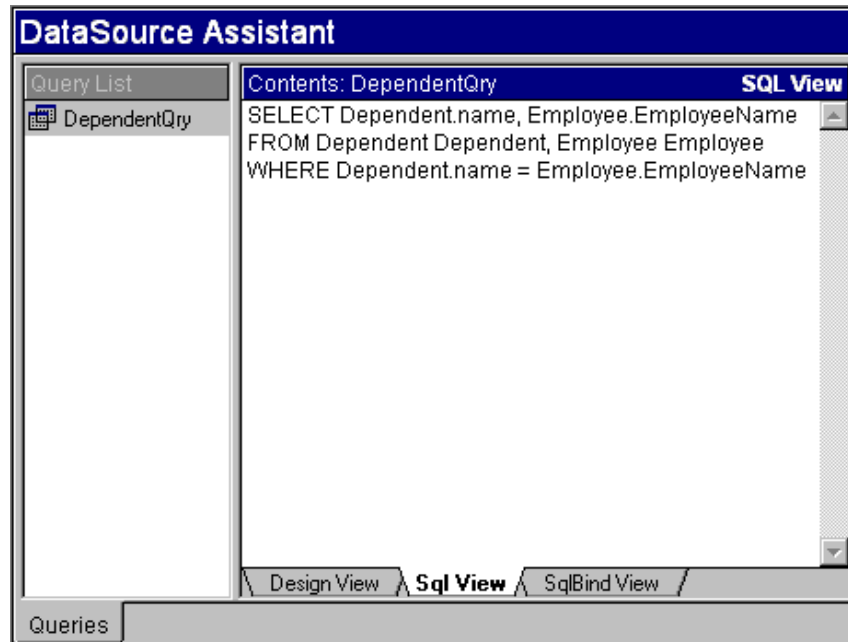 DataSource Assistant
Query List
DependentQry
Contents: DependentQry SQL View
SELECT Dependent.name, Employee.EmployeeName
FROM Dependent Dependent, Employee Employee
WHERE Dependent.name = Employee.EmployeeName
Design View Sql View SqlBind View
Queries